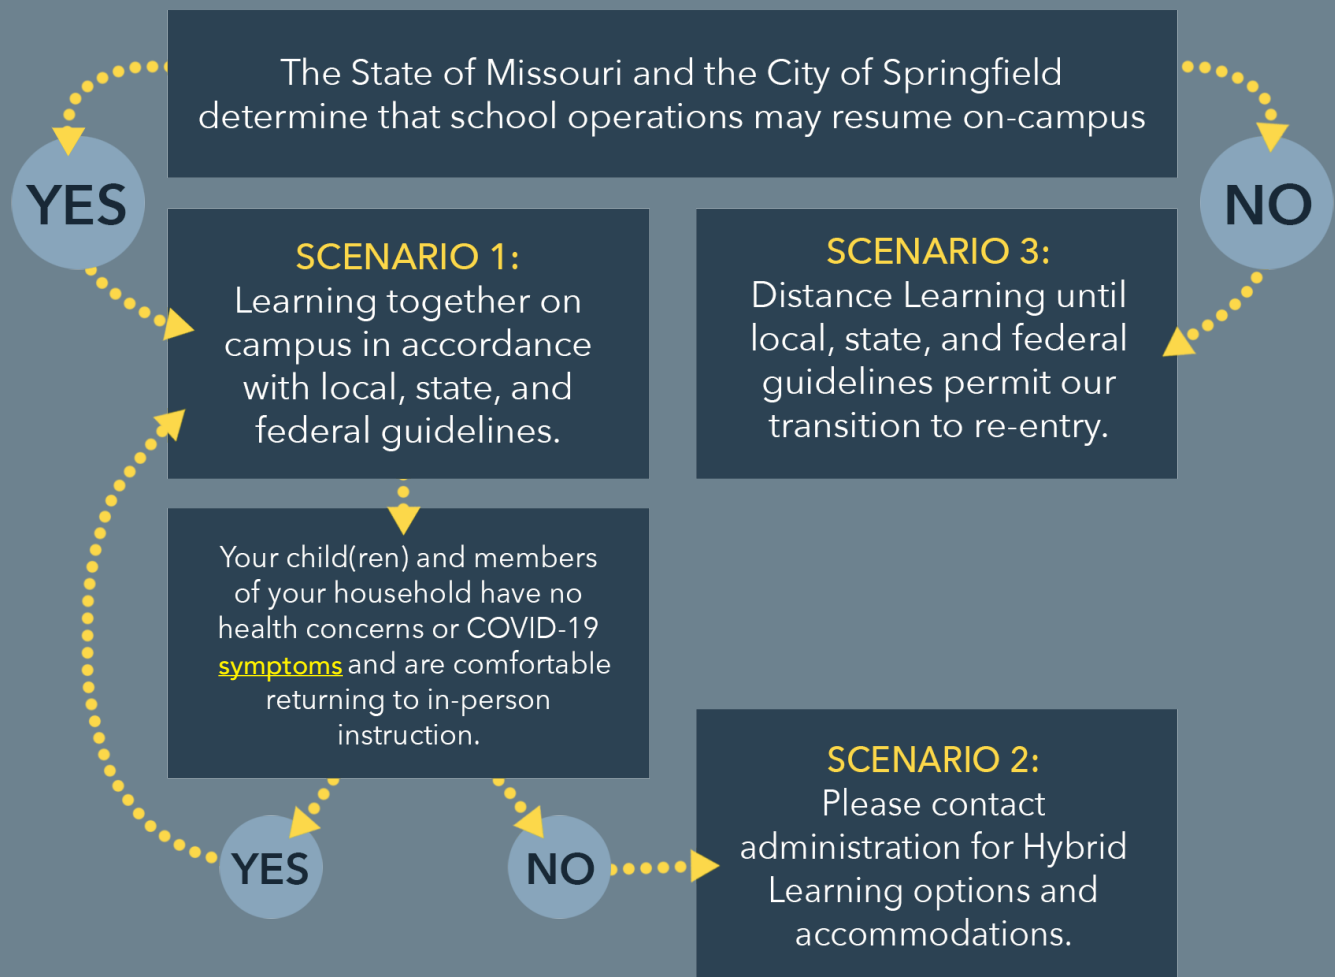 The State of Missouri and the City of Springfield
determine that school operations may resume on-campus
YES
NO
SCENARIO 1:
Learning together on
campus in accordance
with local, state, and
federal guidelines.
SCENARIO 3:
Distance Learning until
local, state, and federal
guidelines permit our
transition to re-entry.
Your child(ren) and members
of your household have no
health concerns or COVID-19
symptoms and are comfortable
returning to in-person
instruction.
YES
NO
SCENARIO 2:
Please contact
administration for Hybrid
Learning options and
accommodations.